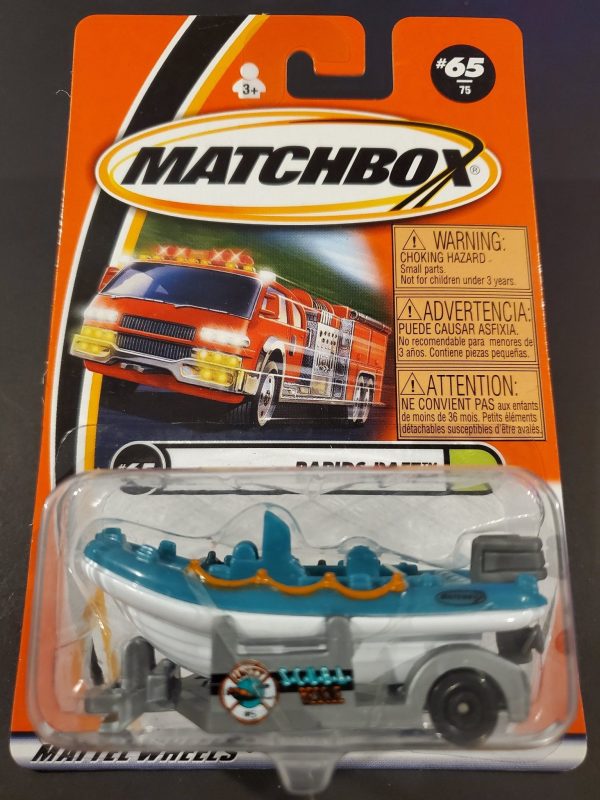 3+
#65
75
MATCHBOX®
WARNING:
CHOKING HAZARD -
Small parts.
Not for children under 3 years.
ADVERTENCIA:
PUEDE CAUSAR ASFIXIA.
No recomendable para menores de
3 años. Contiene piezas pequeñas.
ATTENTION:
NE CONVIENT PAS aux enfants
de moins de 36 mois. Petits éléments
détachables susceptibles d'être avalés.
#65
MATCHBOX
MATTEL WHEELS